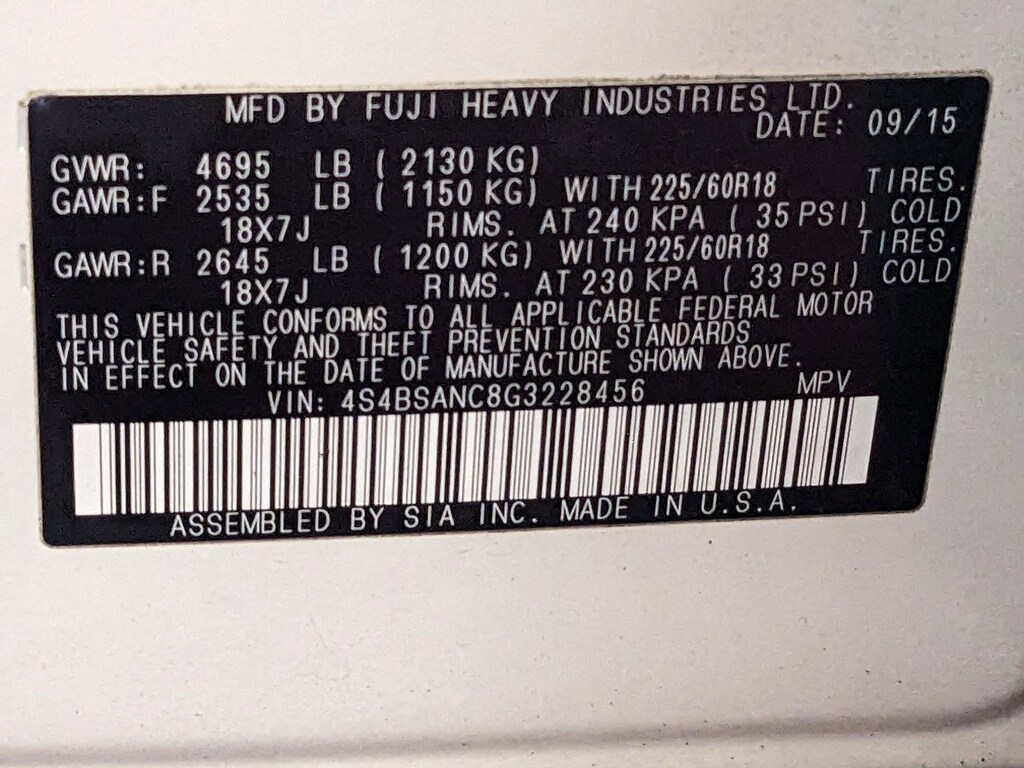 MFD BY FUJI HEAVY INDUSTRIES LTD.
DATE: 09/15
GVWR: 4695 LB ( 2130 KG)
GAWR:F 2535 LB ( 1150 KG) WITH 225/60R18 TIRES.
18X7J RIMS. AT 240 KPA ( 35 PSI) COLD
GAWR:R 2645 LB ( 1200 KG) WITH 225/60R18 TIRES.
18X7J RIMS. AT 230 KPA ( 33 PSI) COLD
THIS VEHICLE CONFORMS TO ALL APPLICABLE FEDERAL MOTOR
VEHICLE SAFETY AND THEFT PREVENTION STANDARDS
IN EFFECT ON THE DATE OF MANUFACTURE SHOWN ABOVE.
VIN: 4S4BSANC8G3228456 MPV
ASSEMBLED BY SIA INC. MADE IN U.S.A.